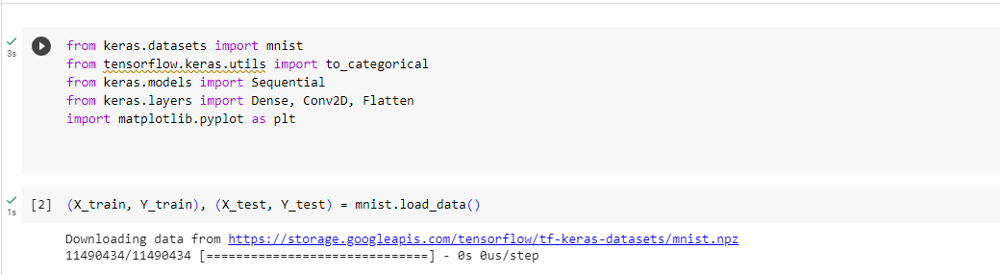 3s
from keras.datasets import mnist
from tensorflow.keras.utils import to_categorical
from keras.models import Sequential
from keras.layers import Dense, Conv2D, Flatten
import matplotlib.pyplot as plt
1s
[2] (X_train, Y_train), (X_test, Y_test) = mnist.load_data()
Downloading data from https://storage.googleapis.com/tensorflow/tf-keras-datasets/mnist.npz
11490434/11490434 [==============================] - 0s 0us/step